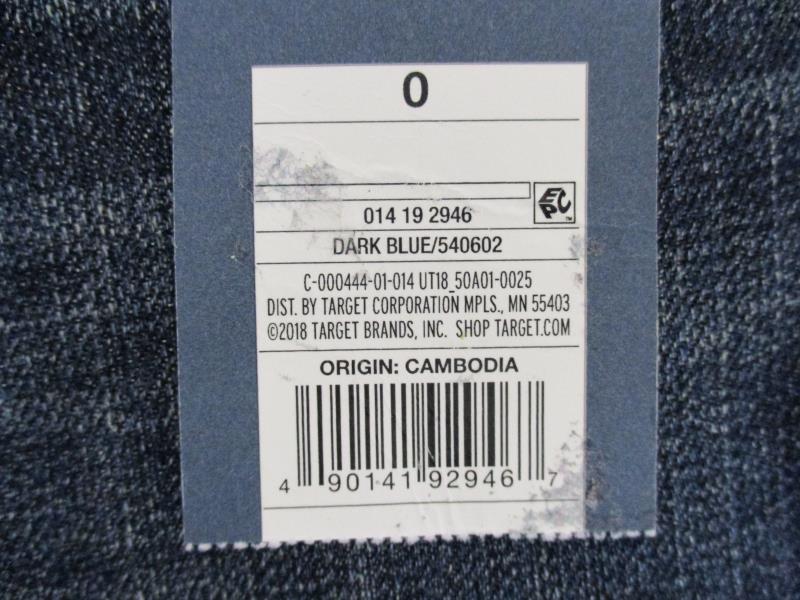 0
EPC™
014 19 2946
DARK BLUE/540602
C-000444-01-014 UT18_50A01-0025
DIST. BY TARGET CORPORATION MPLS., MN 55403
©2018 TARGET BRANDS, INC. SHOP TARGET.COM
ORIGIN: CAMBODIA
4 90141 92946 7